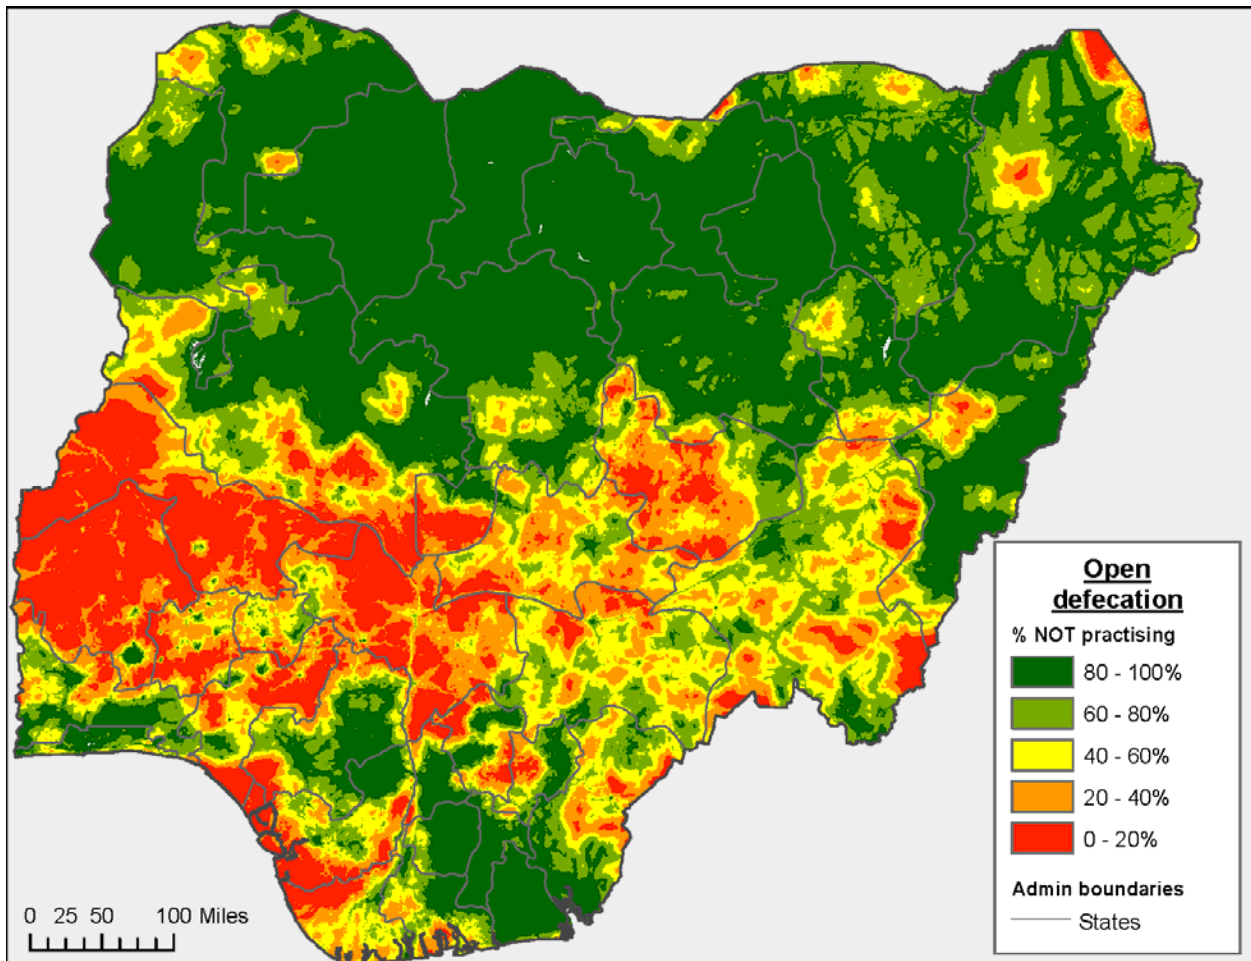 Open
defecation
% NOT practising
80 - 100%
60 - 80%
40 - 60%
20 - 40%
0 - 20%
Admin boundaries
States
0 25 50 100 Miles